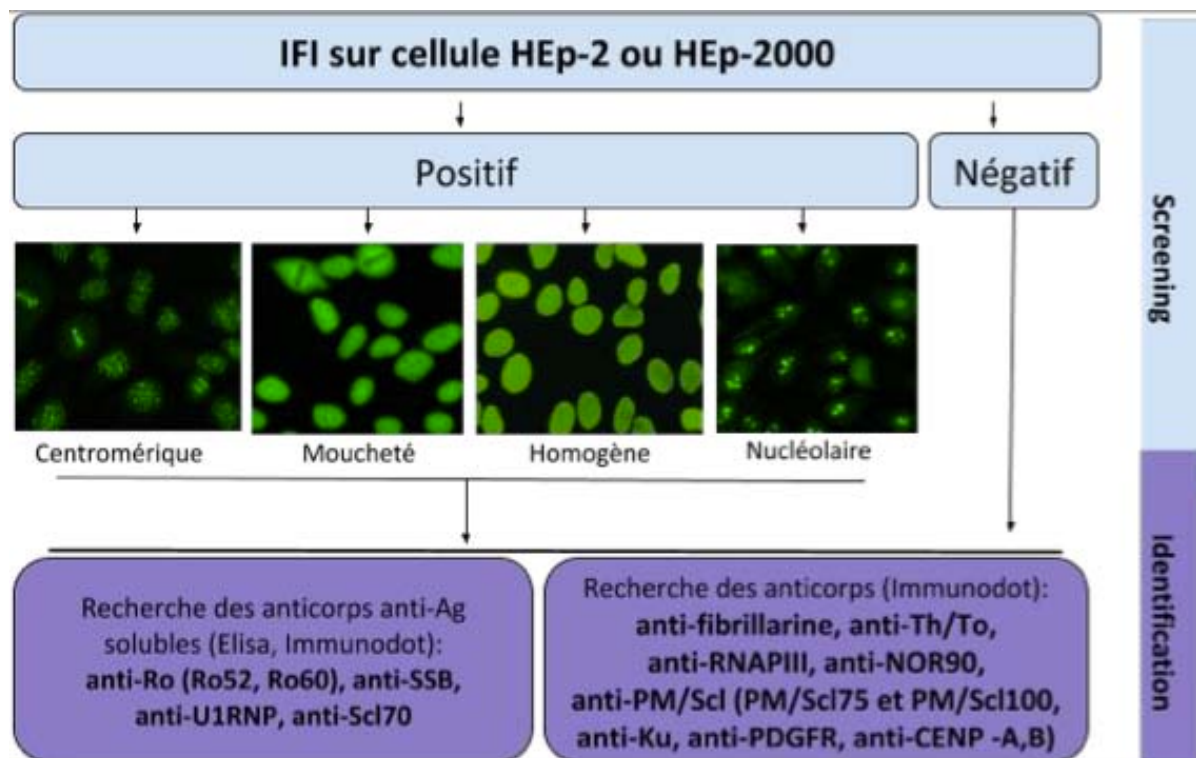 IFI sur cellule HEp-2 ou HEp-2000
Positif
Négatif
Centromérique
Moucheté
Homogène
Nucléolaire
Screening
Recherche des anticorps anti-Ag
solubles (Elisa, Immunodot):
anti-Ro (Ro52, Ro60), anti-SSB,
anti-U1RNP, anti-Scl70
Recherche des anticorps (Immunodot):
anti-fibrillarine, anti-Th/To,
anti-RNAPIII, anti-NOR90,
anti-PM/Scl (PM/Scl75 et PM/Scl100,
anti-Ku, anti-PDGFR, anti-CENP -A,B)
Identification